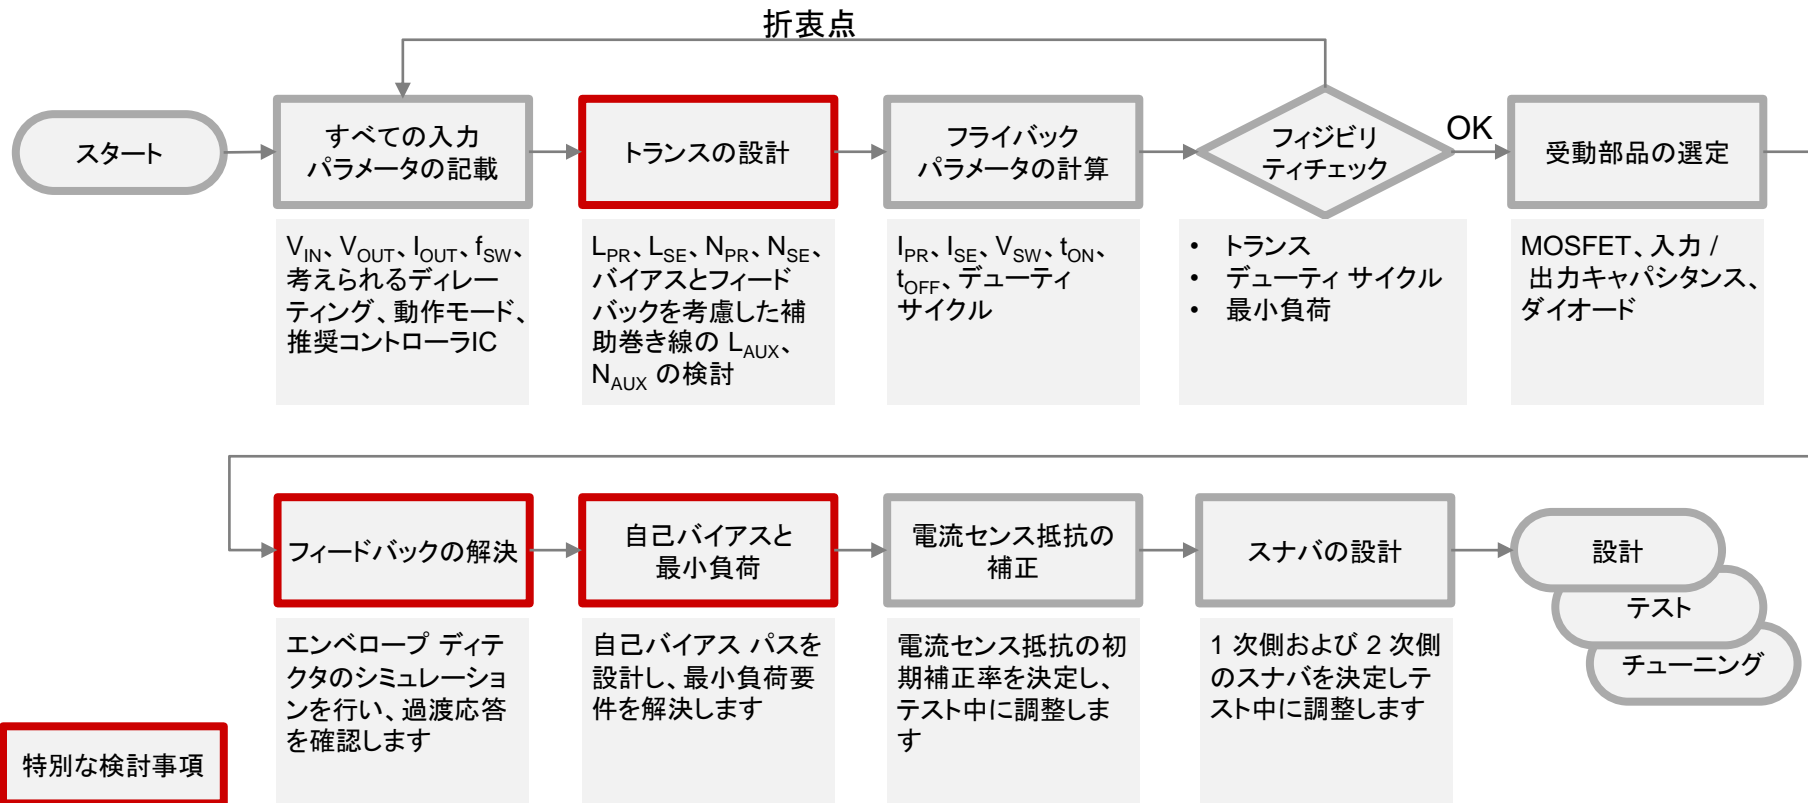 折衷点
スタート
すべての入力
パラメータの記載
トランスの設計
フライバック
パラメータの計算
フィジビリ
ティチェック
OK
受動部品の選定
VIN、VOUT、IOUT、fSW、
考えられるディレー
ティング、動作モード、
推奨コントローラIC
LPR、LSE、NPR、NSE、
バイアスとフィード
バックを考慮した補
助巻き線の LAUX、
NAUX の検討
IPR、ISE、VSW、tON、
tOFF、デューティ
サイクル
• トランス
• デューティ サイクル
• 最小負荷
MOSFET、入力 /
出力キャパシタンス、
ダイオード
フィードバックの解決
自己バイアスと
最小負荷
電流センス抵抗の
補正
スナバの設計
設計
テスト
チューニング
エンベロープ ディテ
クタのシミュレーショ
ンを行い、過渡応答
を確認します
自己バイアス パスを
設計し、最小負荷要
件を解決します
電流センス抵抗の初
期補正率を決定し、
テスト中に調整しま
す
1 次側および 2 次側
のスナバを決定しテ
スト中に調整します
特別な検討事項